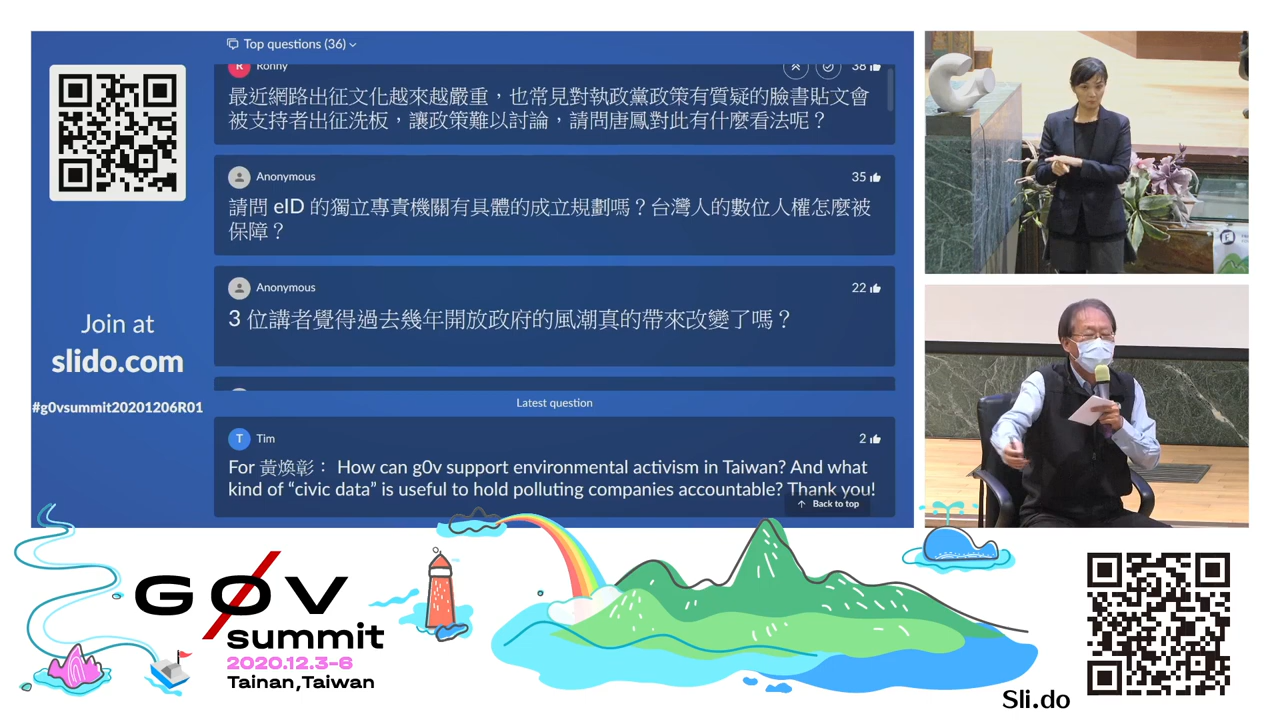 Top questions (36)
Ronny
38
最近網路出征文化越來越嚴重，也常見對執政黨政策有質疑的臉書貼文會
被支持者出征洗板，讓政策難以討論，請問唐鳳對此有什麼看法呢？
Anonymous
35
請問 eID 的獨立專責機關有具體的成立規劃嗎？台灣人的數位人權怎麼被
保障？
Anonymous
22
3 位講者覺得過去幾年開放政府的風潮真的帶來改變了嗎？
Join at
slido.com
#g0vsummit20201206R01
Latest question
T
Tim
2
For 黃煥彰： How can g0v support environmental activism in Taiwan? And what
kind of “civic data” is useful to hold polluting companies accountable? Thank you!
Back to top
G0V
summit
2020.12.3-6
Tainan,Taiwan
Sli.do